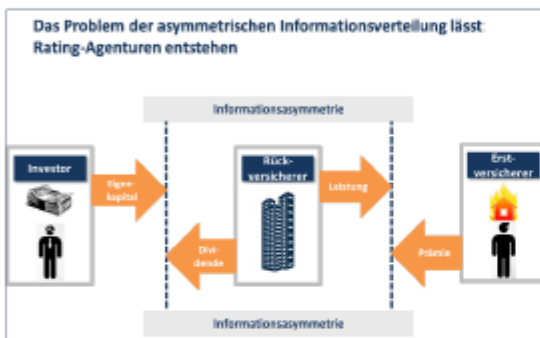 Das Problem der asymmetrischen Informationsverteilung lässt
Rating-Agenturen entstehen
Informationsasymmetrie
Investor
Eigen-
kapital
Rück-
versicherer
Leistung
Erst-
versicherer
Divi-
dende
Prämie
Informationsasymmetrie